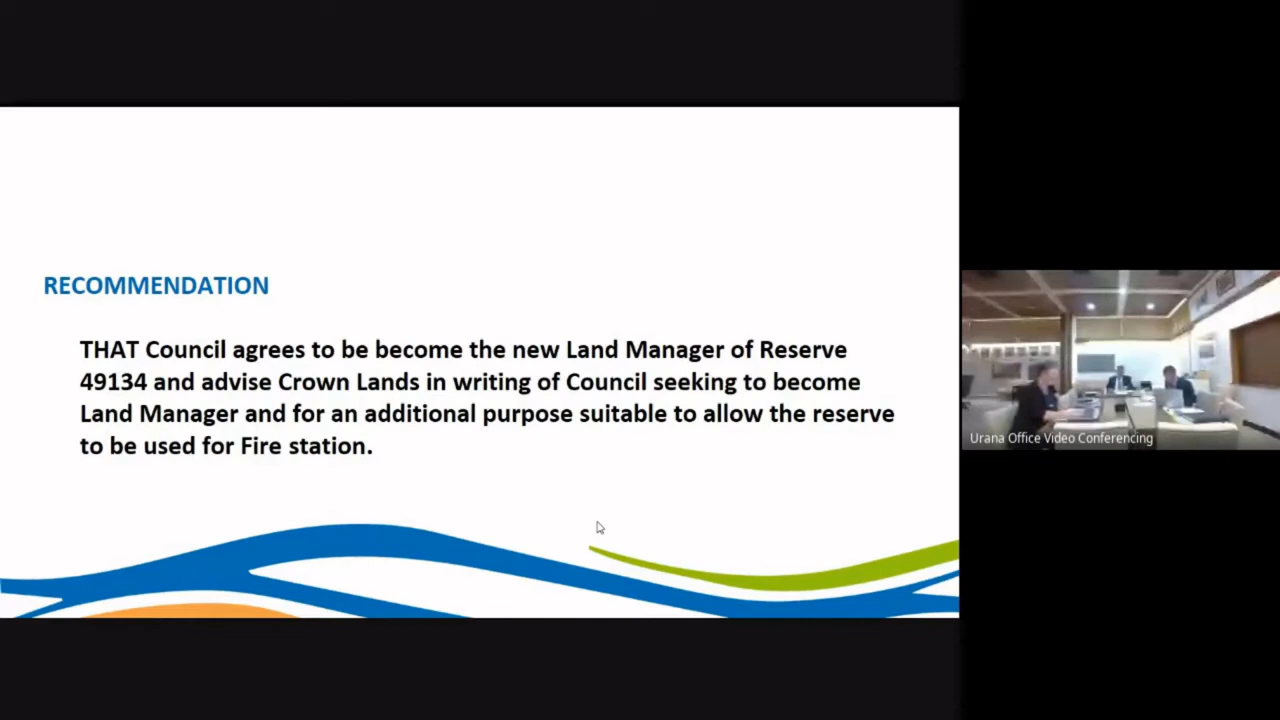 RECOMMENDATION
THAT Council agrees to be become the new Land Manager of Reserve
49134 and advise Crown Lands in writing of Council seeking to become
Land Manager and for an additional purpose suitable to allow the reserve
to be used for Fire station.
Urana Office Video Conferencing